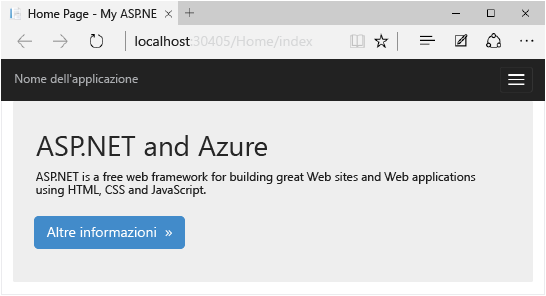 Home Page - My ASP.NE
localhost:30405/Home/index
Nome dell'applicazione
ASP.NET and Azure
ASP.NET is a free web framework for building great Web sites and Web applications
using HTML, CSS and JavaScript.
Altre informazioni »